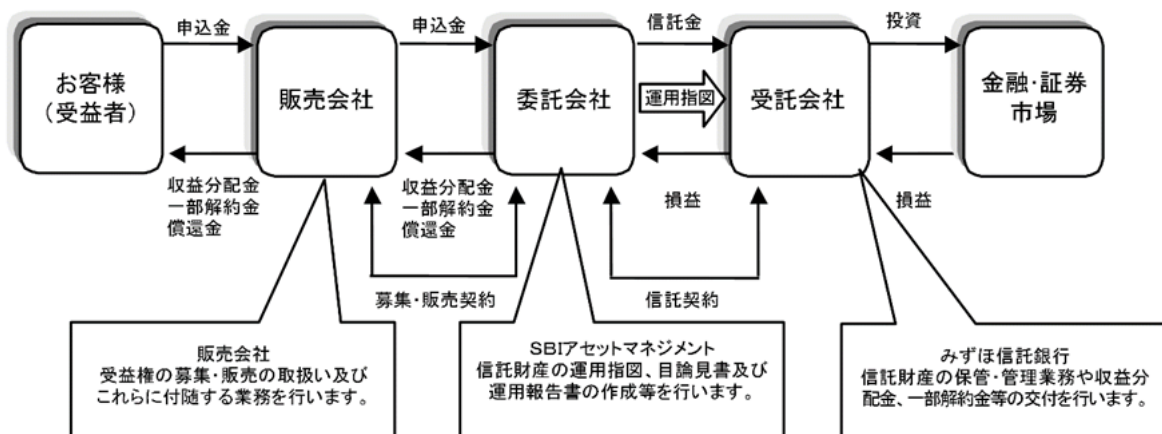 申込金
申込金
信託金
投資
お客様
（受益者）
販売会社
委託会社
運用指図
受託会社
金融・証券
市場
収益分配金
一部解約金
償還金
収益分配金
一部解約金
償還金
損益
損益
募集・販売契約
信託契約
販売会社
受益権の募集・販売の取扱い及び
これらに付随する業務を行います。
SBIアセットマネジメント
信託財産の運用指図、目論見書及び
運用報告書の作成等を行います。
みずほ信託銀行
信託財産の保管・管理業務や収益分
配金、一部解約金等の交付を行います。